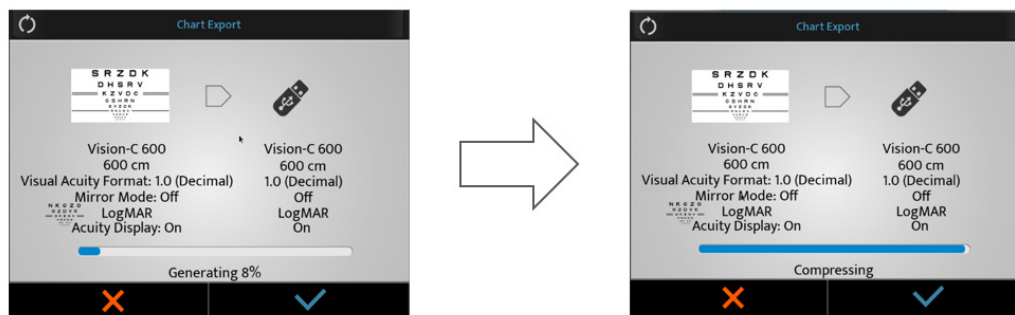 Chart Export
S R Z D K
D H S R V
K Z V D C
Vision-C 600
600 cm
Visual Acuity Format: 1.0 (Decimal)
Mirror Mode: Off
N K C Z O
LogMAR
Acuity Display: On
Vision-C 600
600 cm
1.0 (Decimal)
Off
LogMAR
On
Generating 8%
Chart Export
S R Z D K
D H S R V
K Z V D C
Vision-C 600
600 cm
Visual Acuity Format: 1.0 (Decimal)
Mirror Mode: Off
N K C Z O
LogMAR
Acuity Display: On
Vision-C 600
600 cm
1.0 (Decimal)
Off
LogMAR
On
Compressing